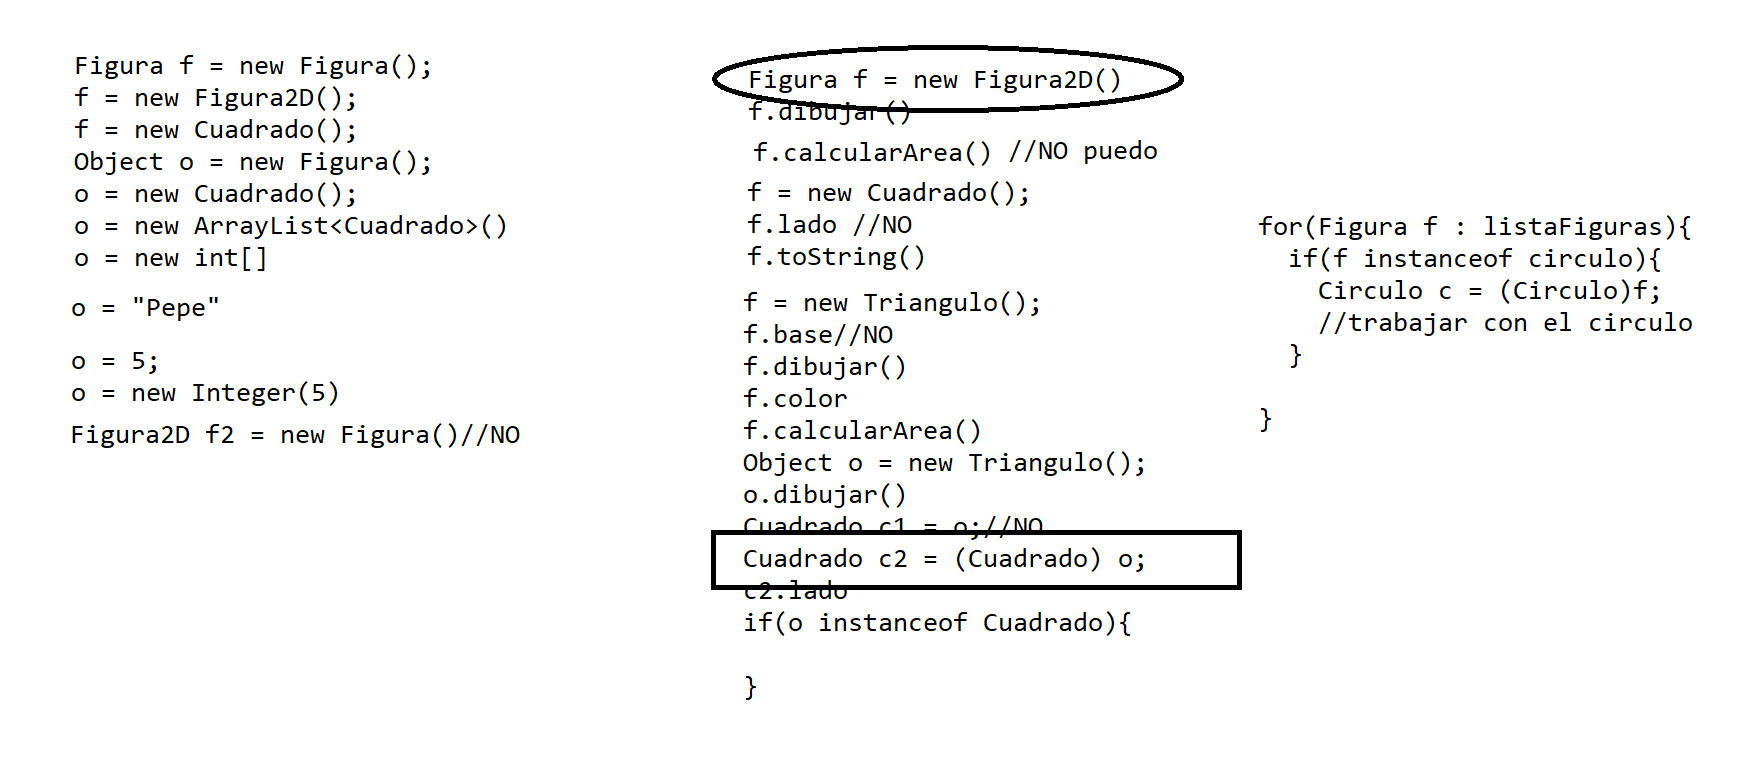 Figura f = new Figura();
f = new Figura2D();
f = new Cuadrado();
Object o = new Figura();
o = new Cuadrado();
o = new ArrayList<Cuadrado>()
o = new int[]
o = "Pepe"
o = 5;
o = new Integer(5)
Figura2D f2 = new Figura()//NO
Figura f = new Figura2D()
f.dibujar()
f.calcularArea() //NO puedo
f = new Cuadrado();
f.lado //NO
f.toString()
f = new Triangulo();
f.base//NO
f.dibujar()
f.color
f.calcularArea()
Object o = new Triangulo();
o.dibujar()
Cuadrado c1 = o;//NO
Cuadrado c2 = (Cuadrado) o;
c2.lado
if(o instanceof Cuadrado){
}
for(Figura f : listaFiguras){
if(f instanceof circulo){
Circulo c = (Circulo)f;
//trabajar con el circulo
}
}